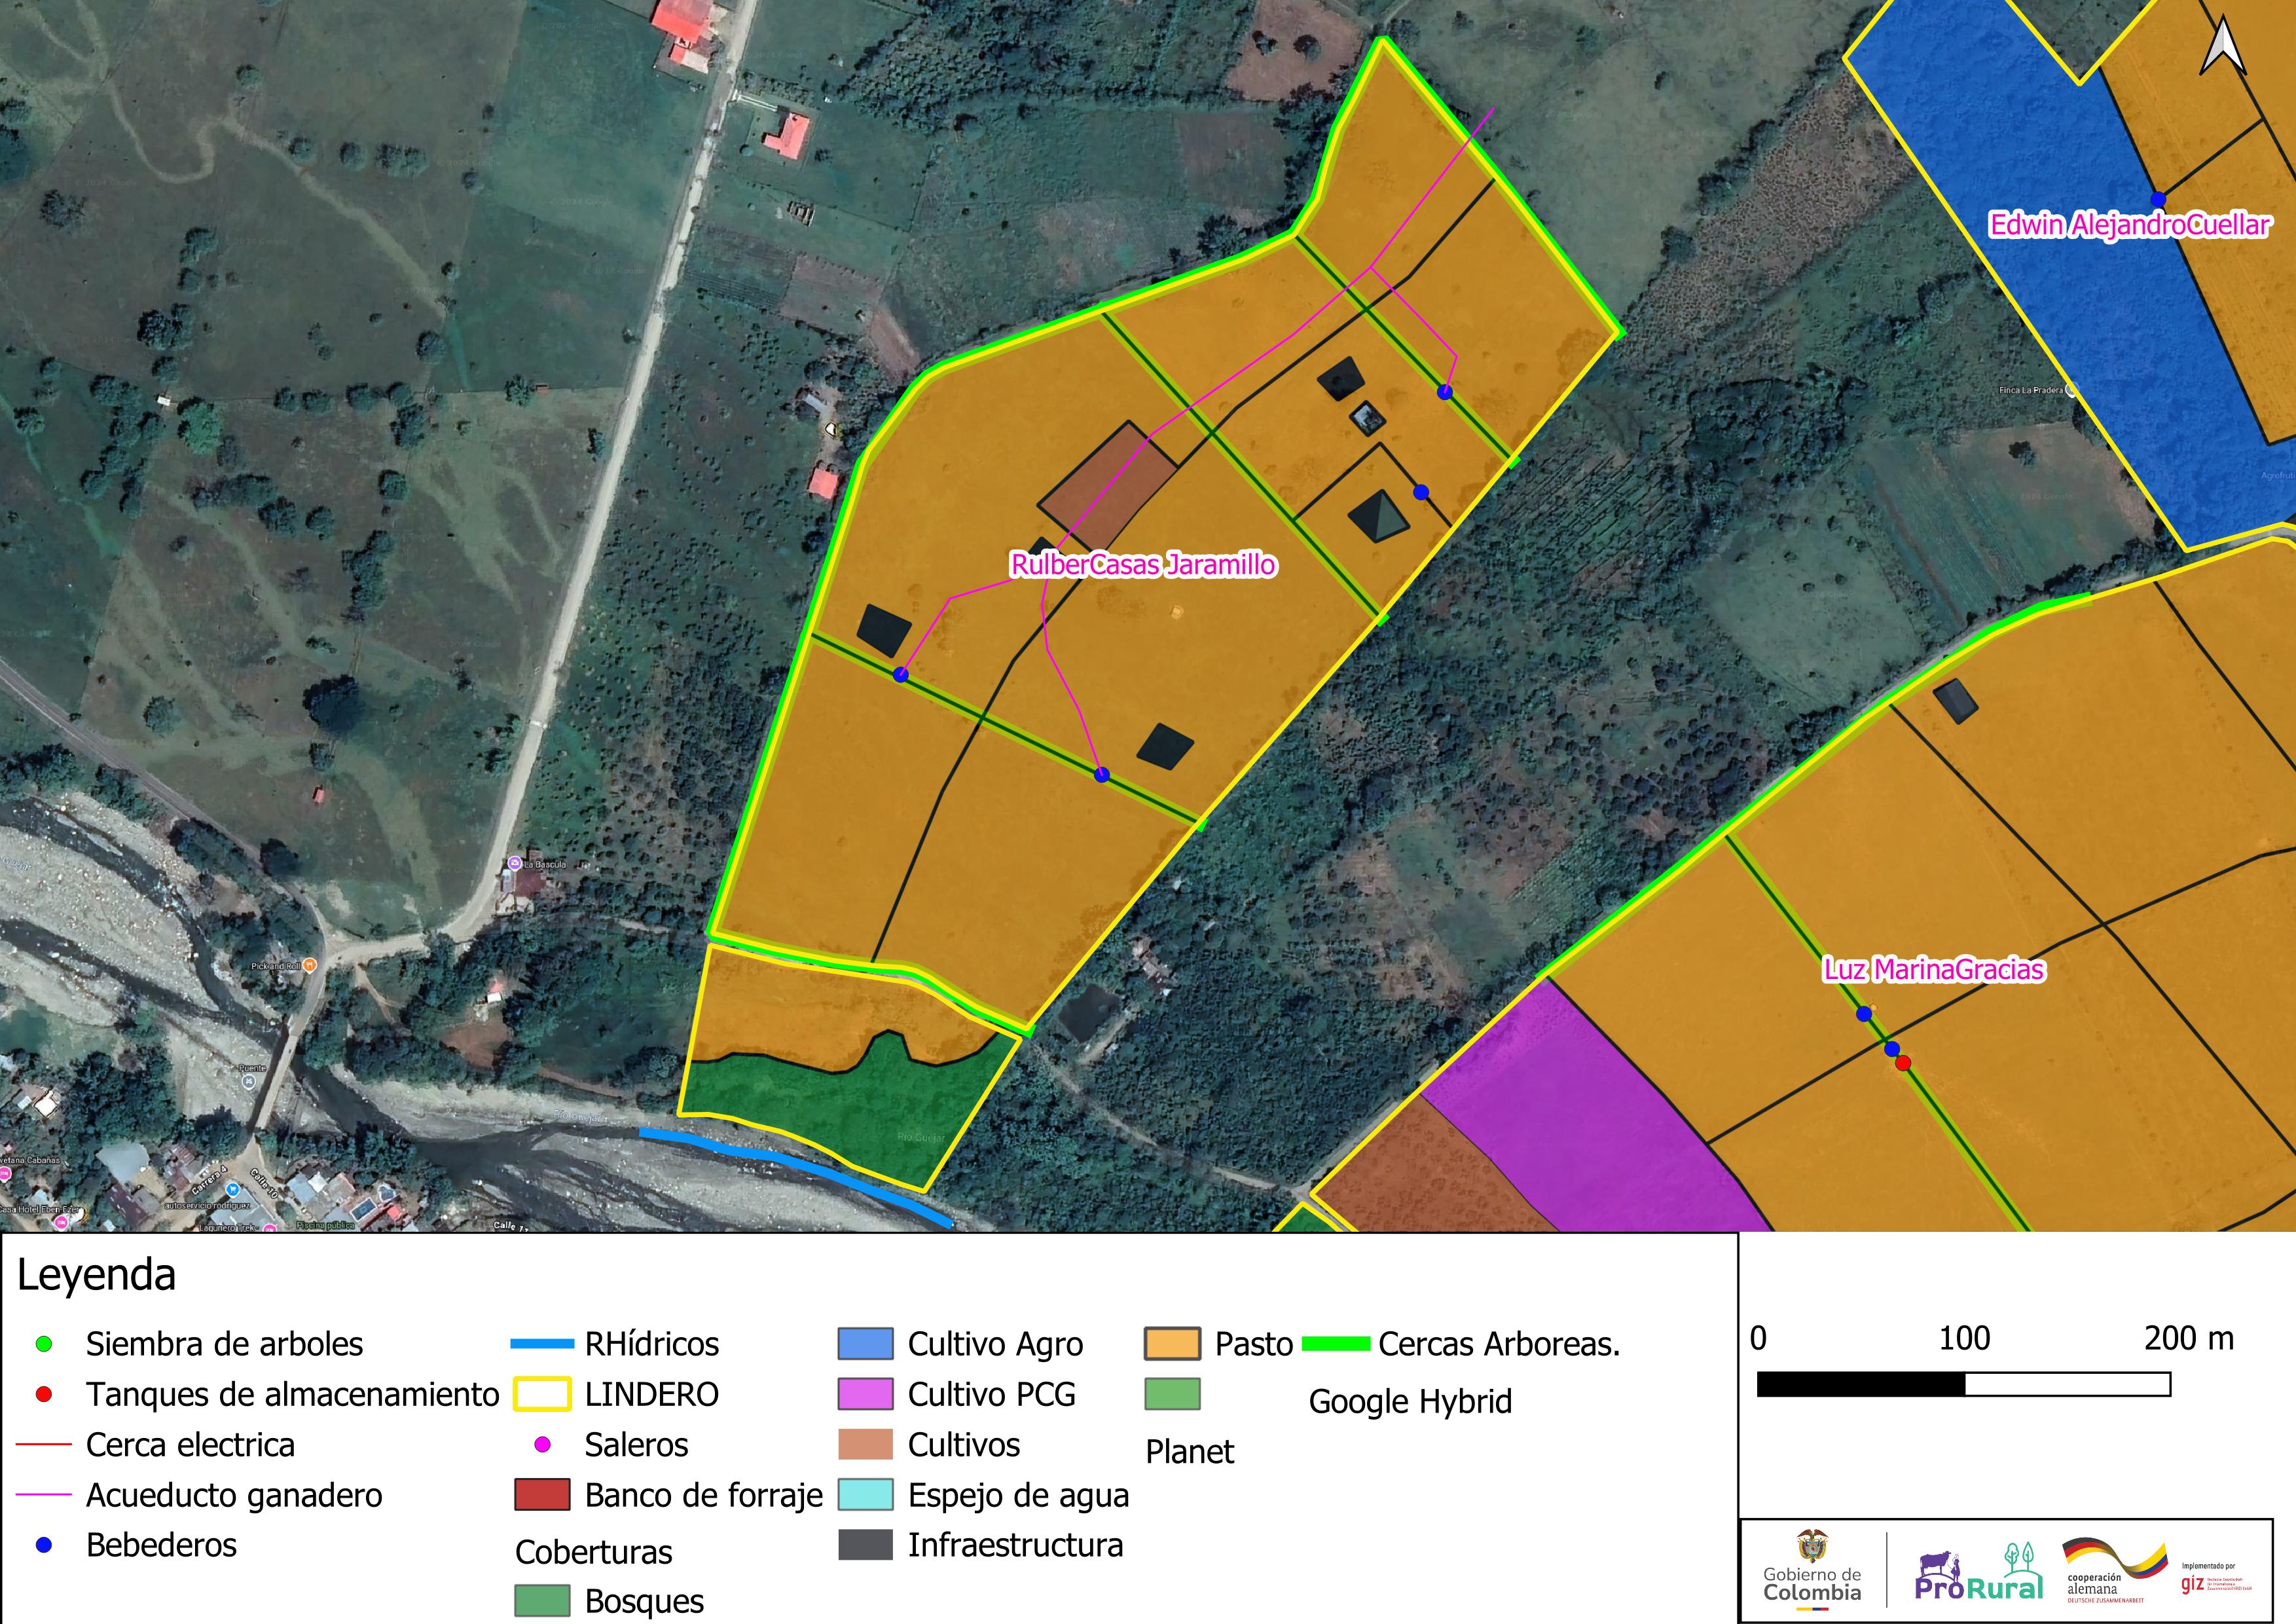 Edwin AlejandroCuellar
Finca La Pradera
RulberCasas Jaramillo
La Bascula
Pick and Roll
Luz MarinaGracias
Puente
Río Guejar
Carrera 4
Calle 10
autoservicio rodriguez
Casa Hotel Eben-Ezer
Lagunero Trek
Piscina publica
Leyenda
Siembra de arboles
Tanques de almacenamiento
Cerca electrica
Acueducto ganadero
Bebederos
RHídricos
LINDERO
Saleros
Banco de forraje
Coberturas
Bosques
Cultivo Agro
Cultivo PCG
Cultivos
Espejo de agua
Infraestructura
Pasto
Planet
Cercas Arboreas.
Google Hybrid
0 100 200 m
Gobierno de
Colombia
ProRural
cooperación
alemana
DEUTSCHE ZUSAMMENARBEIT
Implementado por
giz